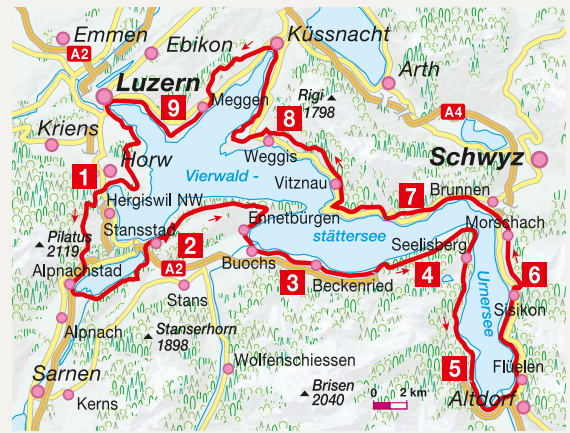 Emmen
A2
Ebikon
Küssnacht
Arth
Luzern
9
Meggen
Rigi
1798
A4
Kriens
8
Weggis
Schwyz
Horw
1
Vierwald -
Vitznau
Brunnen
Hergiswil NW
7
Stansstad
Ennetbürgen
Morschach
Pilatus
2119
2
stättersee
Seelisberg
Alpnachstad
A2
Buochs
3
4
Urnersee
6
Stans
Beckenried
Sisikon
Alpnach
Stanserhorn
1898
5
Flüelen
Sarnen
Wolfenschiessen
Kerns
Brisen
2040
0 2 km
Altdorf